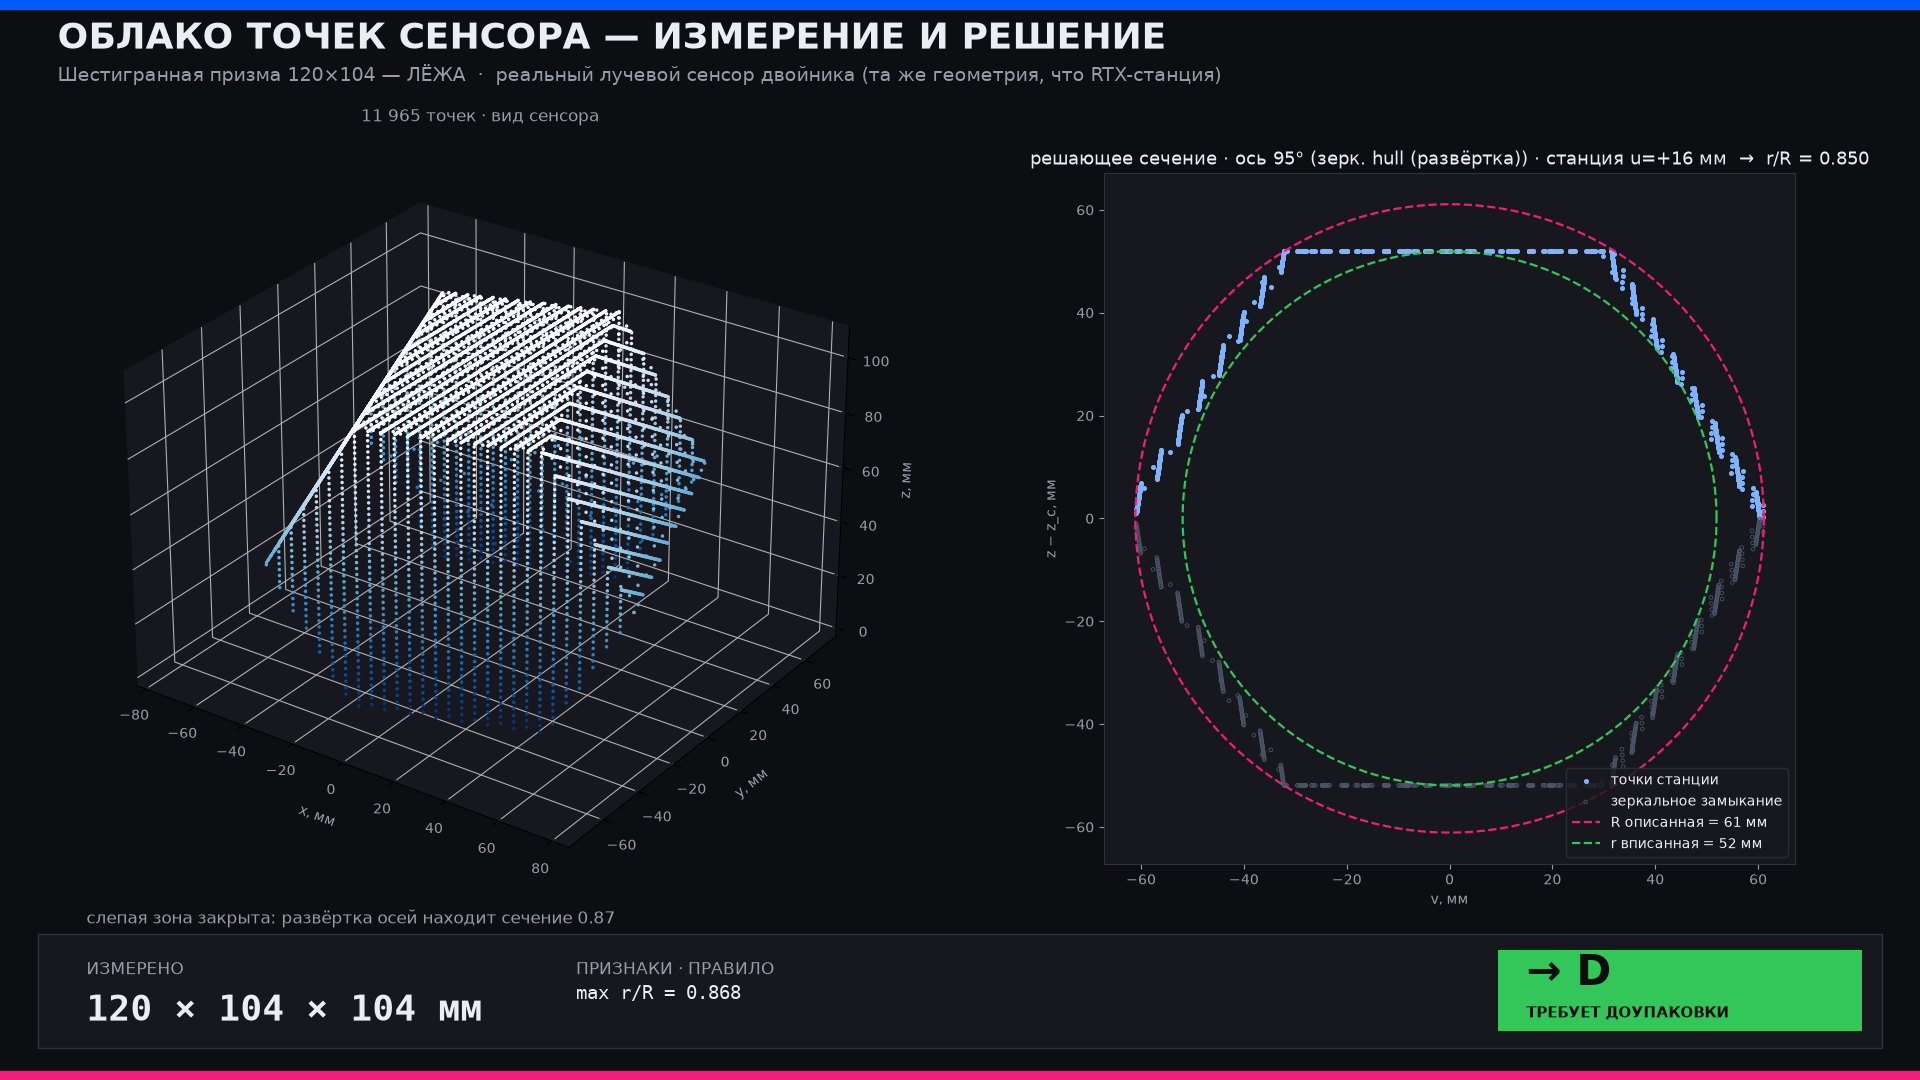 ОБЛАКО ТОЧЕК СЕНСОРА — ИЗМЕРЕНИЕ И РЕШЕНИЕ
Шестигранная призма 120×104 — ЛЁЖА · реальный лучевой сенсор двойника (та же геометрия, что RTX-станция)
11 965 точек · вид сенсора
100
80
60
40
20
0
z, мм
−80
−60
−40
−20
0
20
40
60
80
x, мм
60
40
20
0
−20
−40
−60
y, мм
решающее сечение · ось 95° (зерк. hull (развёртка)) · станция u=+16 мм → r/R = 0.850
60
40
20
0
−20
−40
−60
z − z_c, мм
−60
−40
−20
0
20
40
60
v, мм
точки станции
зеркальное замыкание
R описанная = 61 мм
r вписанная = 52 мм
слепая зона закрыта: развёртка осей находит сечение 0.87
ИЗМЕРЕНО
120 × 104 × 104 мм
ПРИЗНАКИ · ПРАВИЛО
max r/R = 0.868
→ D
ТРЕБУЕТ ДОУПАКОВКИ